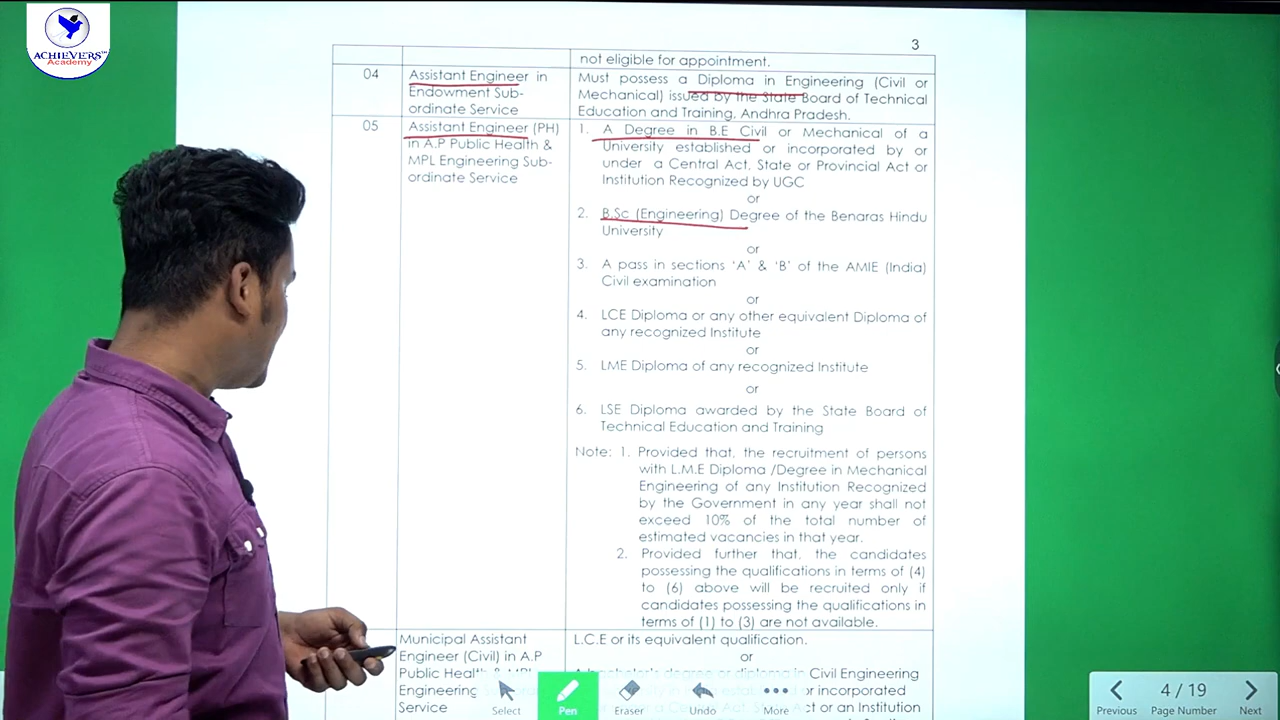 ACHIEVERS™
Academy
3
not eligible for appointment.
04
Assistant Engineer in
Endowment Sub-
ordinate Service
Must possess a Diploma in Engineering (Civil or
Mechanical) issued by the State Board of Technical
Education and Training, Andhra Pradesh.
05
Assistant Engineer (PH)
in A.P Public Health &
MPL Engineering Sub-
ordinate Service
1. A Degree in B.E Civil or Mechanical of a
University established or incorporated by or
under a Central Act, State or Provincial Act or
Institution Recognized by UGC
or
2. B.Sc (Engineering) Degree of the Benaras Hindu
University
or
3. A pass in sections ‘A’ & ‘B’ of the AMIE (India)
Civil examination
or
4. LCE Diploma or any other equivalent Diploma of
any recognized Institute
or
5. LME Diploma of any recognized Institute
or
6. LSE Diploma awarded by the State Board of
Technical Education and Training
Note: 1. Provided that, the recruitment of persons
with L.M.E Diploma /Degree in Mechanical
Engineering of any Institution Recognized
by the Government in any year shall not
exceed 10% of the total number of
estimated vacancies in that year.
2. Provided further that, the candidates
possessing the qualifications in terms of (4)
to (6) above will be recruited only if
candidates possessing the qualifications in
terms of (1) to (3) are not available.
Municipal Assistant
Engineer (Civil) in A.P
Public Health
Engineering
Service
L.C.E or its equivalent qualification.
or
in Civil Engineering
or incorporated
or an Institution
Select
Pen
Eraser
Undo
More
Previous
4 / 19
Page Number
Next